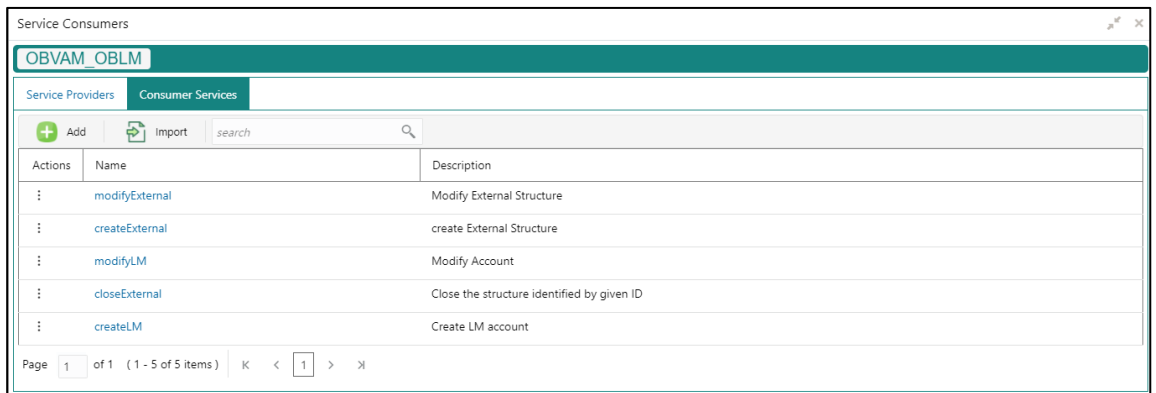 Service Consumers
OBVAM_OBLM
Service Providers Consumer Services
Add Import search
Actions Name Description
modifyExternal Modify External Structure
createExternal create External Structure
modifyLM Modify Account
closeExternal Close the structure identified by given ID
createLM Create LM account
Page 1 of 1 (1 - 5 of 5 items) K < 1 > Ʞ